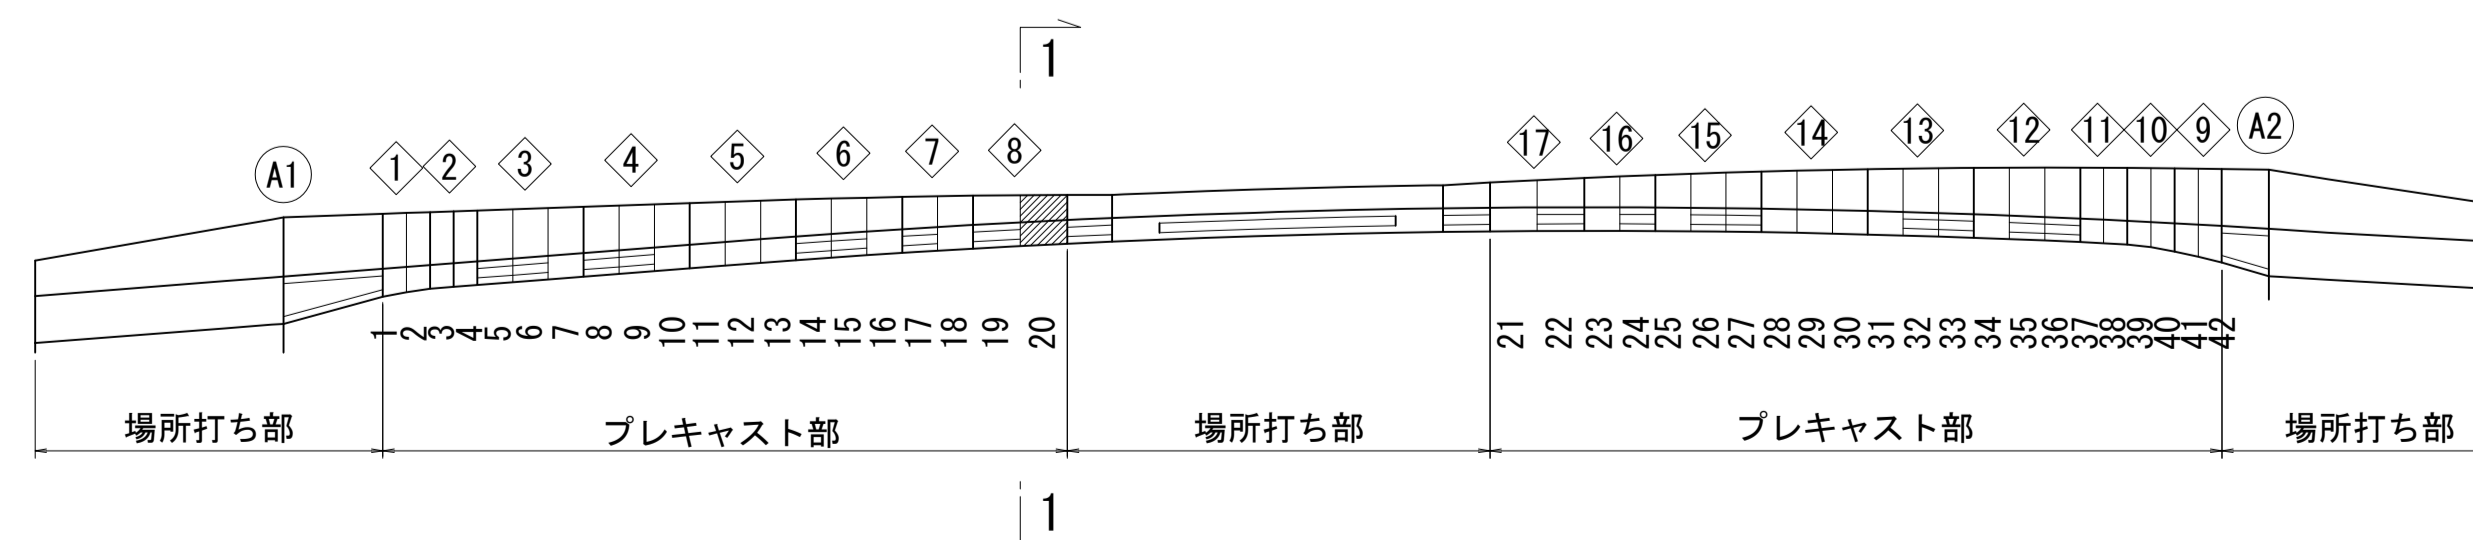 1
A1 1 2 3 4 5 6 7 8 17 16 15 14 13 12 11 10 9 A2
1 2 3 4 5 6 7 8 9 10 11 12 13 14 15 16 17 18 19 20 21 22 23 24 25 26 27 28 29 30 31 32 33 34 35 36 37 38 39 40 41 42
場所打ち部 プレキャスト部 場所打ち部 プレキャスト部 場所打ち部
1